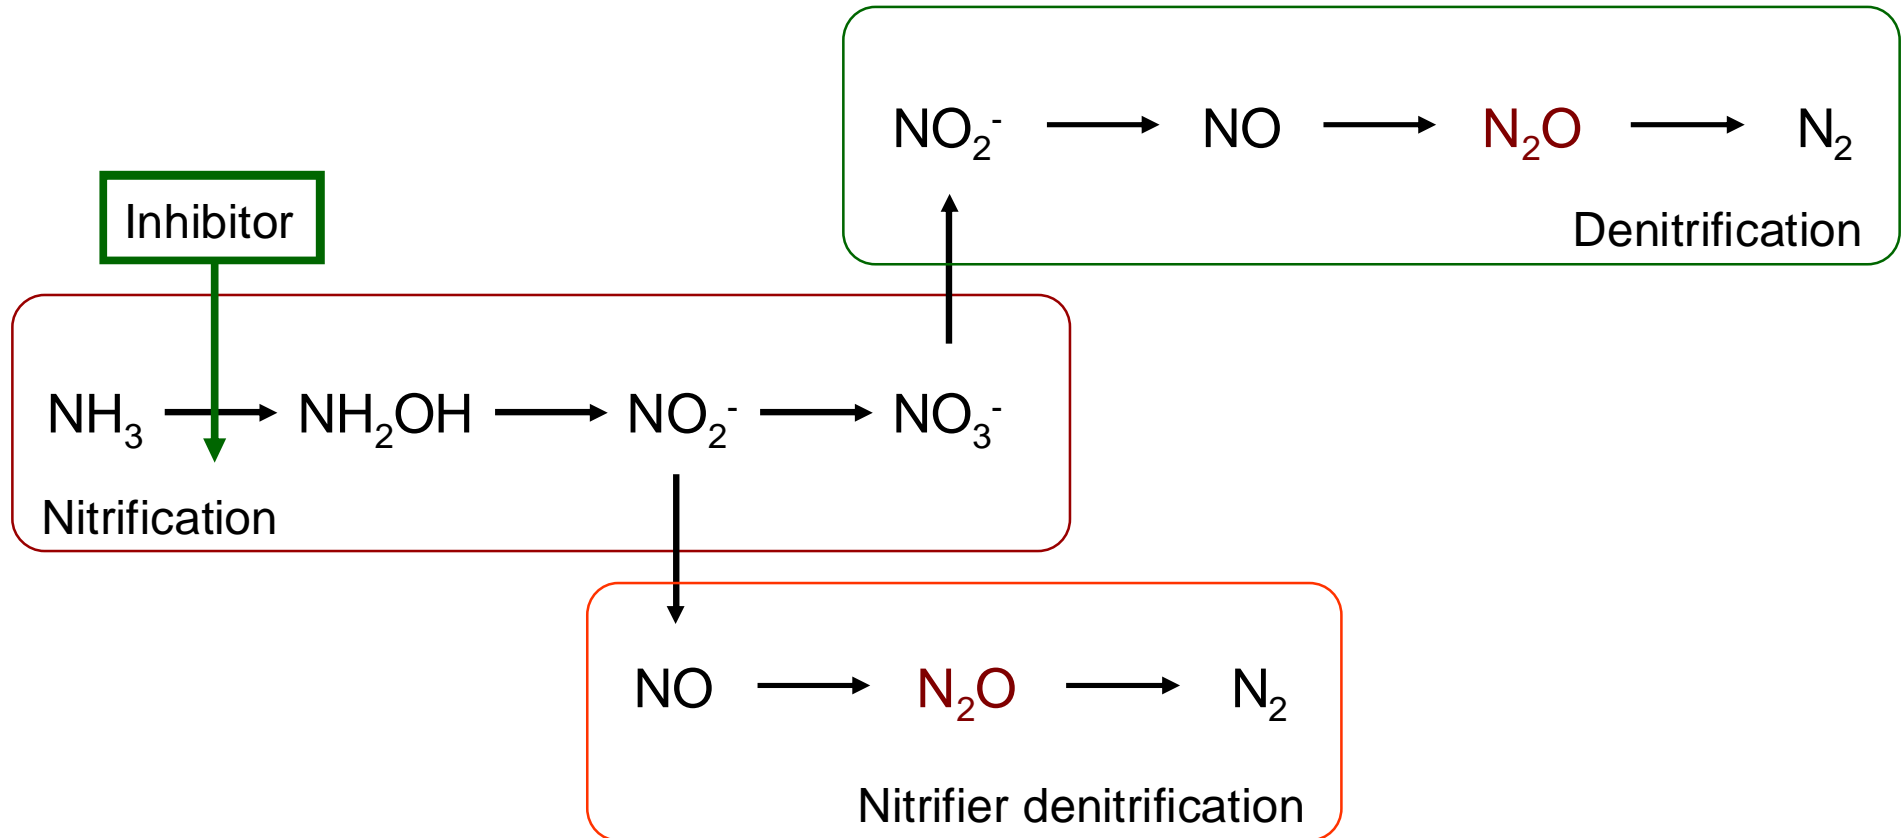 NO₂⁻ NO N₂O N₂
Denitrification
Inhibitor
NH₃ NH₂OH NO₂⁻ NO₃⁻
Nitrification
NO N₂O N₂
Nitrifier denitrification